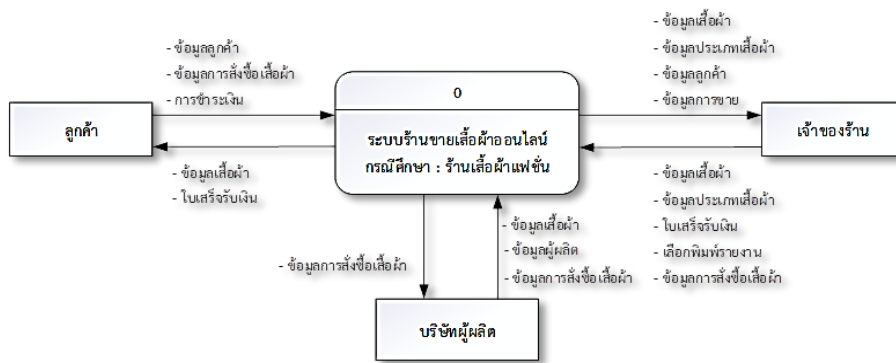 - ข้อมูลลูกค้า
- ข้อมูลการสั่งซื้อเสื้อผ้า
- การชำระเงิน
ลูกค้า
- ข้อมูลเสื้อผ้า
- ใบเสร็จรับเงิน
0
ระบบร้านขายเสื้อผ้าออนไลน์
กรณีศึกษา : ร้านเสื้อผ้าแฟชั่น
- ข้อมูลเสื้อผ้า
- ข้อมูลประเภทเสื้อผ้า
- ข้อมูลลูกค้า
- ข้อมูลการขาย
เจ้าของร้าน
- ข้อมูลเสื้อผ้า
- ข้อมูลประเภทเสื้อผ้า
- ใบเสร็จรับเงิน
-เลือกพิมพ์รายงาน
- ข้อมูลการสั่งซื้อเสื้อผ้า
- ข้อมูลการสั่งซื้อเสื้อผ้า
- ข้อมูลเสื้อผ้า
- ข้อมูลผู้ผลิต
- ข้อมูลการสั่งซื้อเสื้อผ้า
บริษัทผู้ผลิต